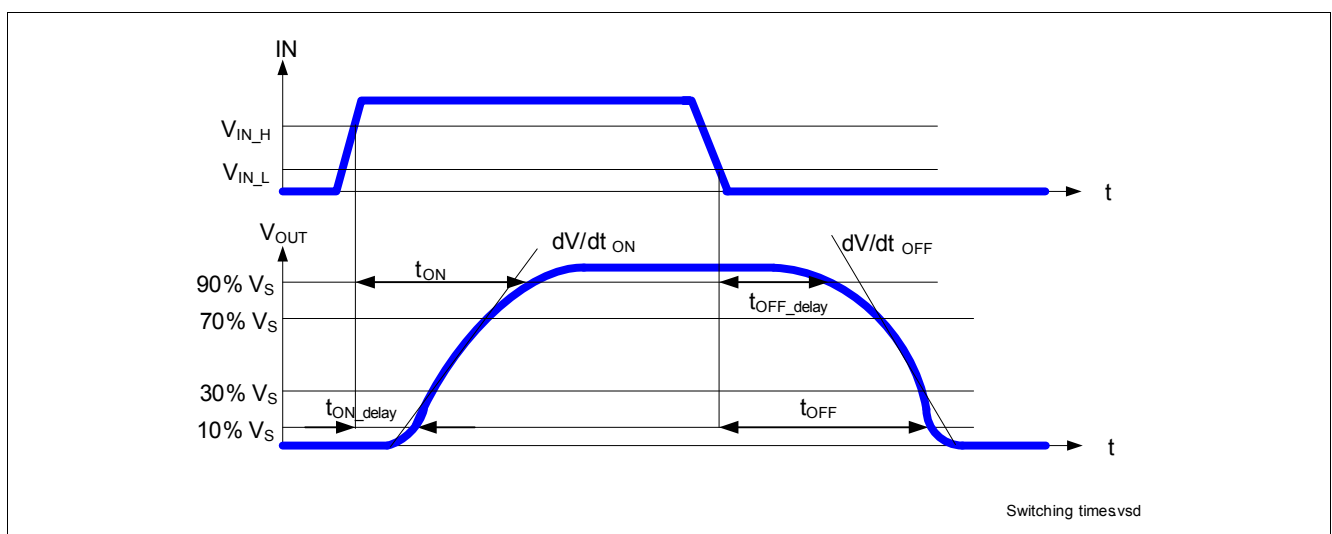 IN
V_IN_H
V_IN_L
t
V_OUT
dV/dt ON
dV/dt OFF
t_ON
90% V_S
t_OFF_delay
70% V_S
30% V_S
t_ON_delay
t_OFF
10% V_S
t
Switching times.vsd